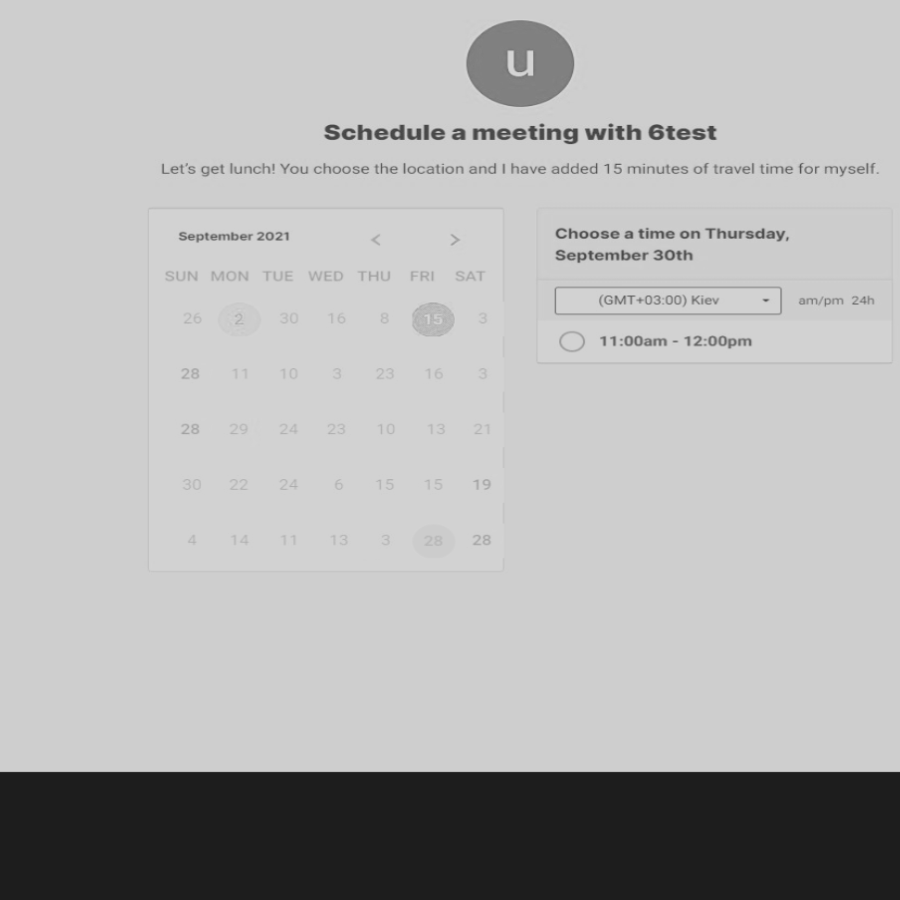 u
Schedule a meeting with 6test
Let's get lunch! You choose the location and I have added 15 minutes of travel time for myself.
September 2021 < >
SUN MON TUE WED THU FRI SAT
26 2 30 16 8 15 3
28 11 10 3 23 16 3
28 29 24 23 10 13 21
30 22 24 6 15 15 19
4 14 11 13 3 28 28
Choose a time on Thursday,
September 30th
(GMT+03:00) Kiev am/pm 24h
11:00am - 12:00pm